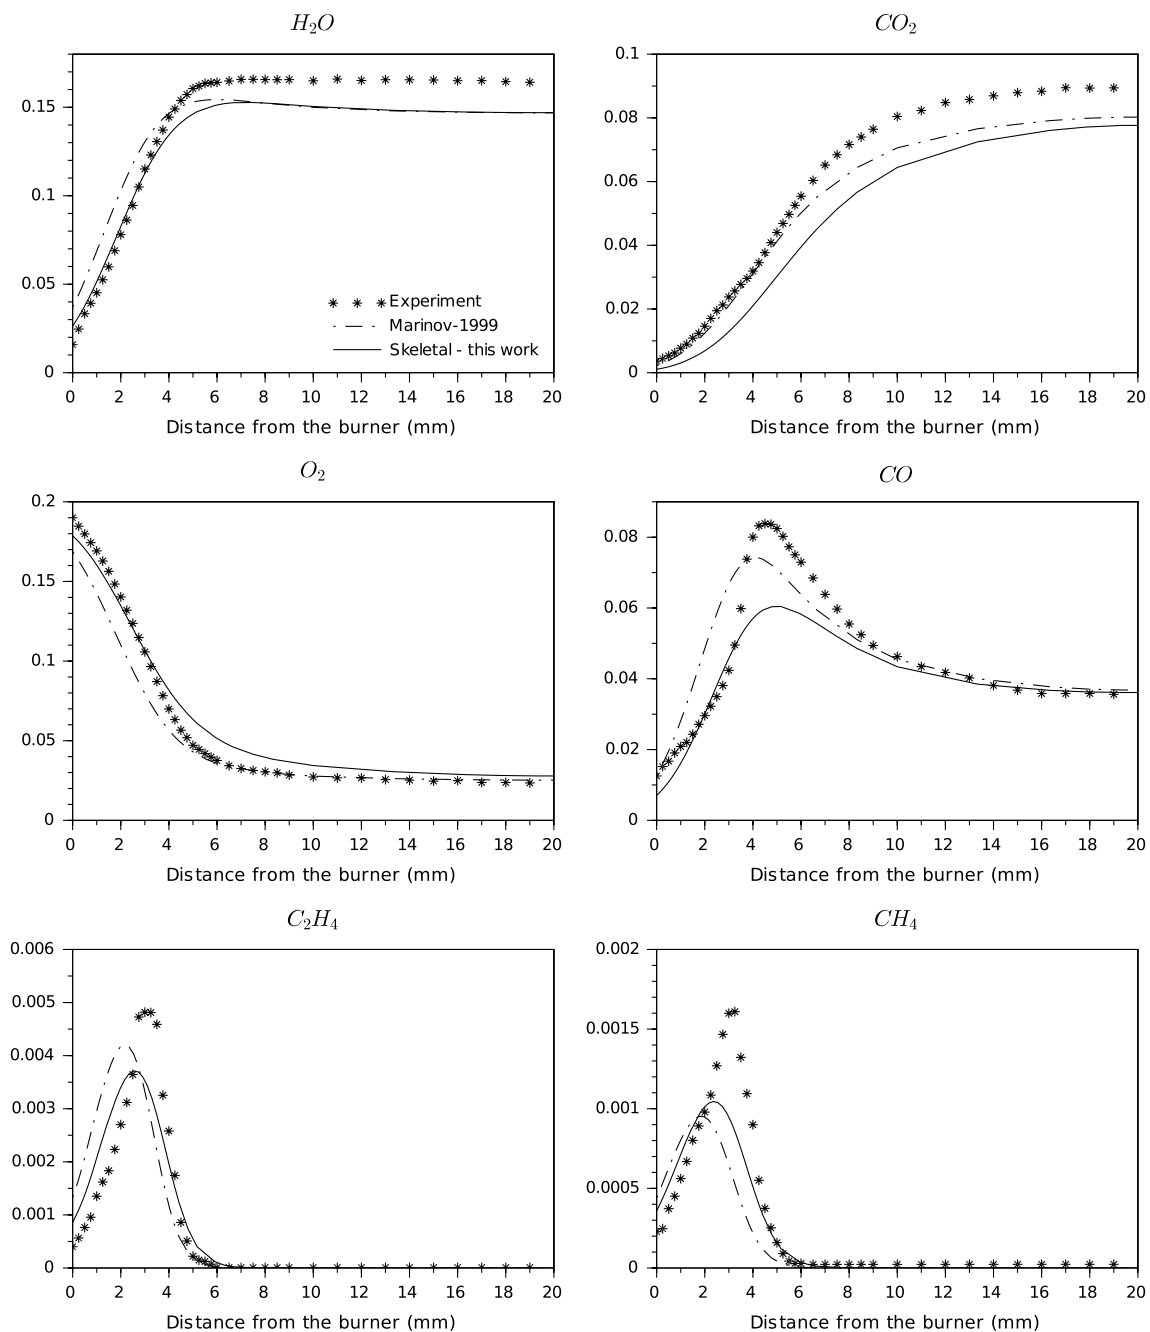 H2O
0.15
0.1
0.05
0
0 2 4 6 8 10 12 14 16 18 20
Distance from the burner (mm)
Experiment
Marinov-1999
Skeletal - this work
CO2
0.1
0.08
0.06
0.04
0.02
0
0 2 4 6 8 10 12 14 16 18 20
Distance from the burner (mm)
O2
0.2
0.15
0.1
0.05
0
0 2 4 6 8 10 12 14 16 18 20
Distance from the burner (mm)
CO
0.08
0.06
0.04
0.02
0
0 2 4 6 8 10 12 14 16 18 20
Distance from the burner (mm)
C2H4
0.006
0.005
0.004
0.003
0.002
0.001
0
0 2 4 6 8 10 12 14 16 18 20
Distance from the burner (mm)
CH4
0.002
0.0015
0.001
0.0005
0
0 2 4 6 8 10 12 14 16 18 20
Distance from the burner (mm)